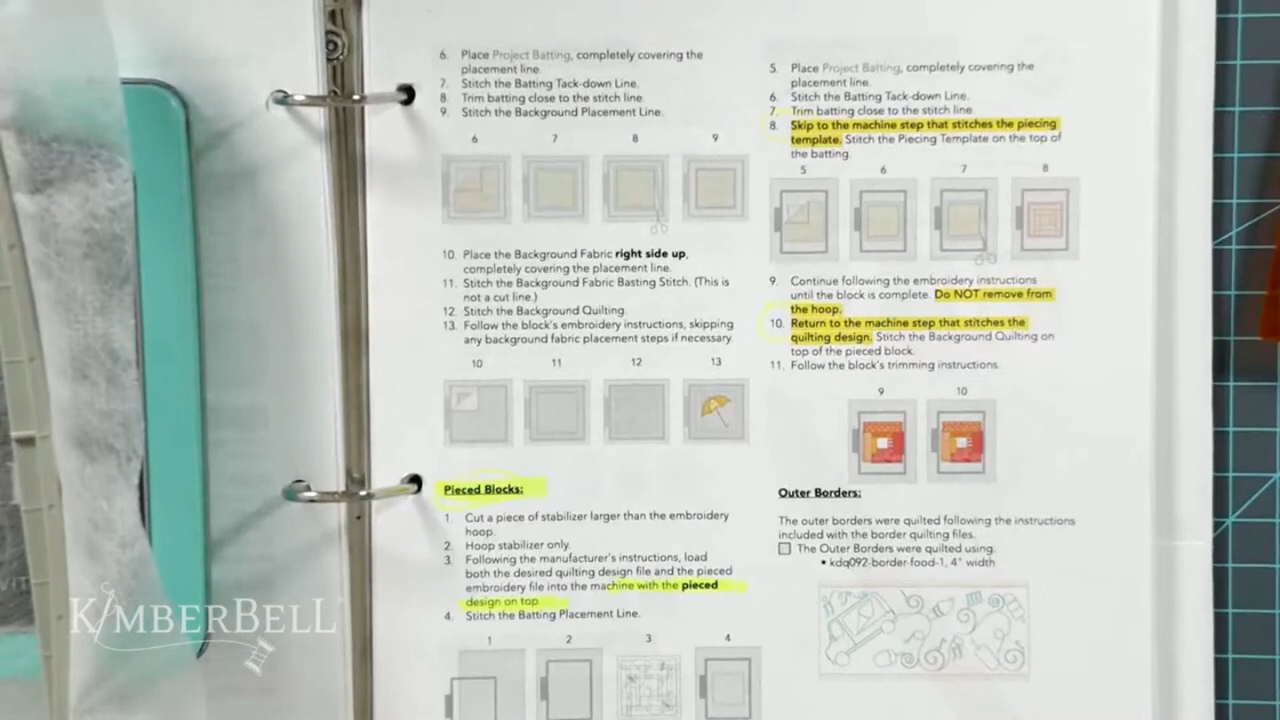 6. Place Project Batting, completely covering the
placement line.
7. Stitch the Batting Tack-down Line.
8. Trim batting close to the stitch line.
9. Stitch the Background Placement Line.
6 7 8 9
10. Place the Background Fabric right side up,
completely covering the placement line.
11. Stitch the Background Fabric Basting Stitch. (This is
not a cut line.)
12. Stitch the Background Quilting.
13. Follow the block's embroidery instructions, skipping
any background fabric placement steps if necessary
10 11 12 13
Pieced Blocks:
1. Cut a piece of stabilizer larger than the embroidery
hoop.
2. Hoop stabilizer only.
3. Following the manufacturer's instructions, load
both the desired quilting design file and the pieced
embroidery file into the machine with the pieced
design on top
4. Stitch the Batting Placement Line.
1 2 3 4
5. Place Project Batting, completely covering the
placement line.
6. Stitch the Batting Tack-down Line.
7. Trim batting close to the stitch line.
8. Skip to the machine step that stitches the piecing
template. Stitch the Piecing Template on the top of
the batting.
5 6 7 8
9. Continue following the embroidery instructions
until the block is complete. Do NOT remove from
the hoop.
10. Return to the machine step that stitches the
quilting design. Stitch the Background Quilting on
top of the pieced block.
11. Follow the block's trimming instructions.
9 10
Outer Borders:
The outer borders were quilted following the instructions
included with the border quilting files.
The Outer Borders were quilted using:
• kdq092-border-food-1, 4" width
KIMBERBELL